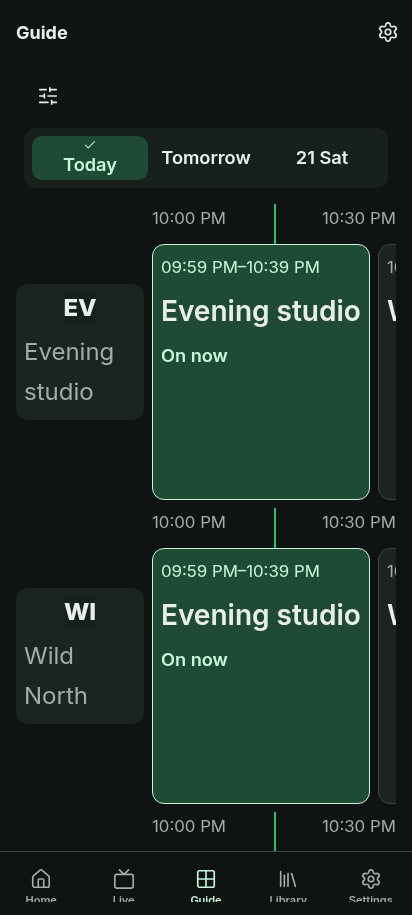 Guide
Today
Tomorrow
21 Sat
10:00 PM
10:30 PM
EV
Evening
studio
09:59 PM–10:39 PM
Evening studio
On now
10:00 PM
10:30 PM
WI
Wild
North
09:59 PM–10:39 PM
Evening studio
On now
10:00 PM
10:30 PM
Home
Live
Guide
Library
Settings